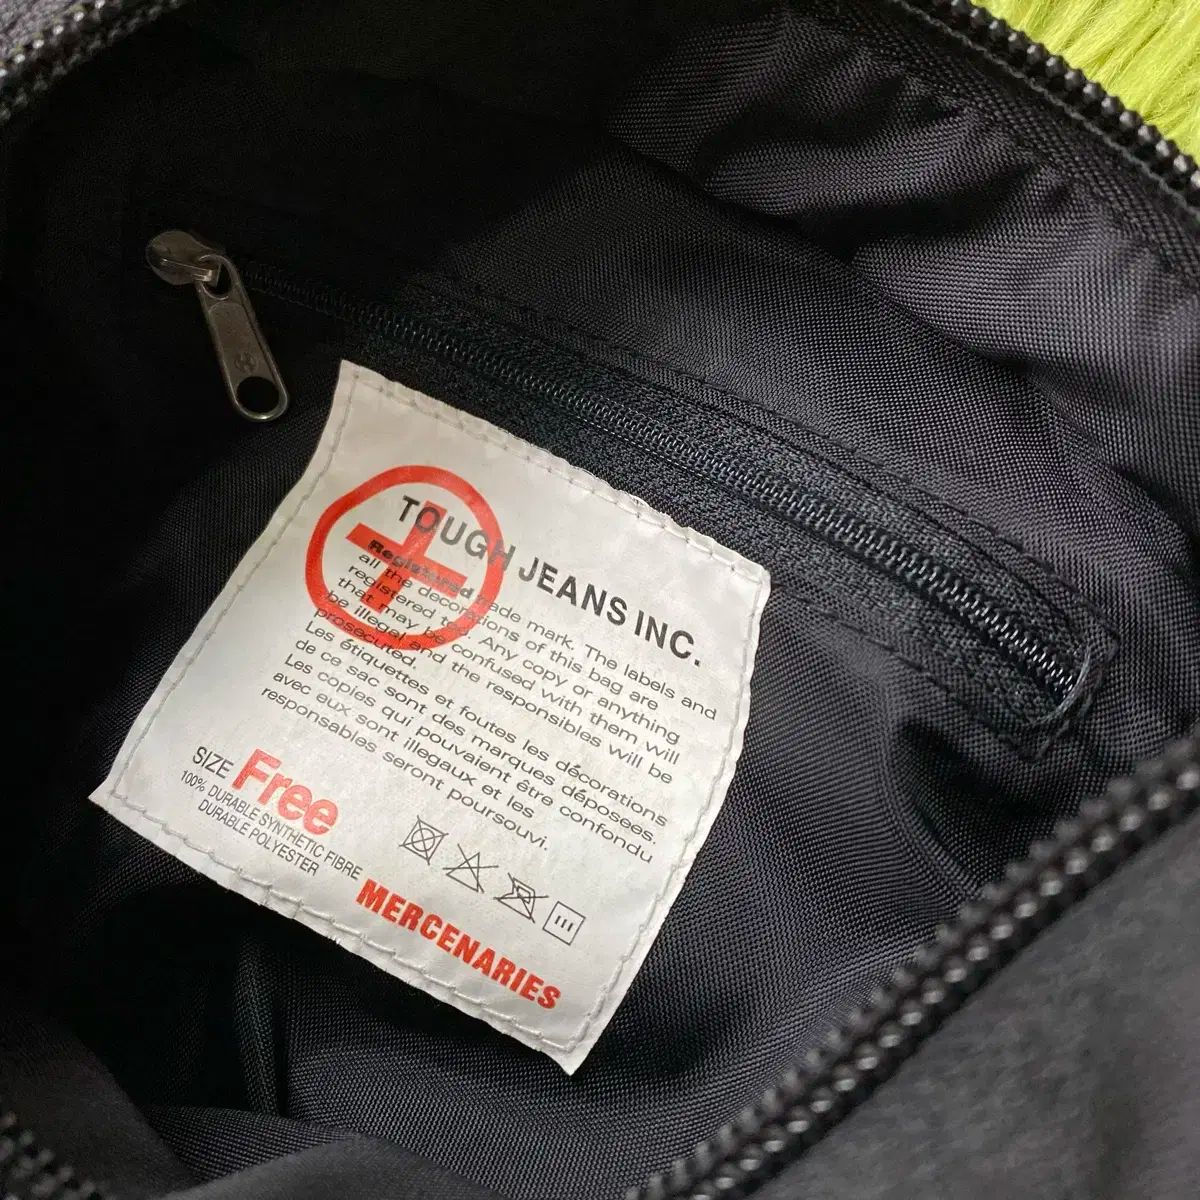 TOUGH JEANS INC.
Registered trade mark. The labels and
all the decorations of this bag are
registered too. Any copy or anything
that may be confused with them will
be illegal and the responsibles will be
prosecuted.
Les étiquettes et foutes les décorations
de ce sac sont des marques déposees.
Les copies qui pouvaient être confondu
avec eux sont illegaux et les
responsables seront poursouvi.
SIZE Free
100% DURABLE SYNTHETIC FIBRE
DURABLE POLYESTER
MERCENARIES